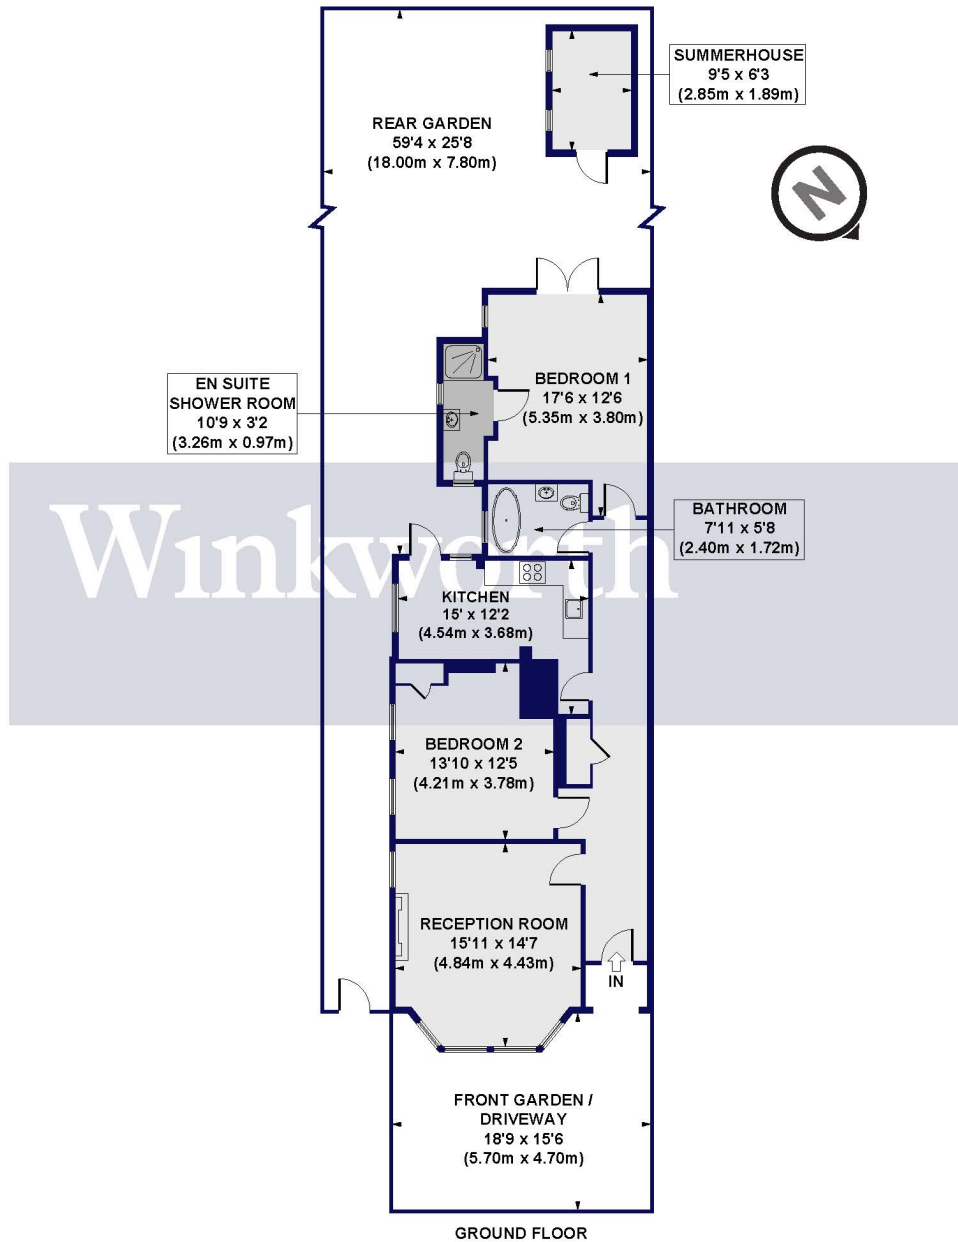 SUMMERHOUSE
9'5 x 6'3
(2.85m x 1.89m)
REAR GARDEN
59'4 x 25'8
(18.00m x 7.80m)
N
EN SUITE
SHOWER ROOM
10'9 x 3'2
(3.26m x 0.97m)
BEDROOM 1
17'6 x 12'6
(5.35m x 3.80m)
Winkworth
BATHROOM
7'11 x 5'8
(2.40m x 1.72m)
KITCHEN
15' x 12'2
(4.54m x 3.68m)
BEDROOM 2
13'10 x 12'5
(4.21m x 3.78m)
RECEPTION ROOM
15'11 x 14'7
(4.84m x 4.43m)
IN
FRONT GARDEN /
DRIVEWAY
18'9 x 15'6
(5.70m x 4.70m)
GROUND FLOOR